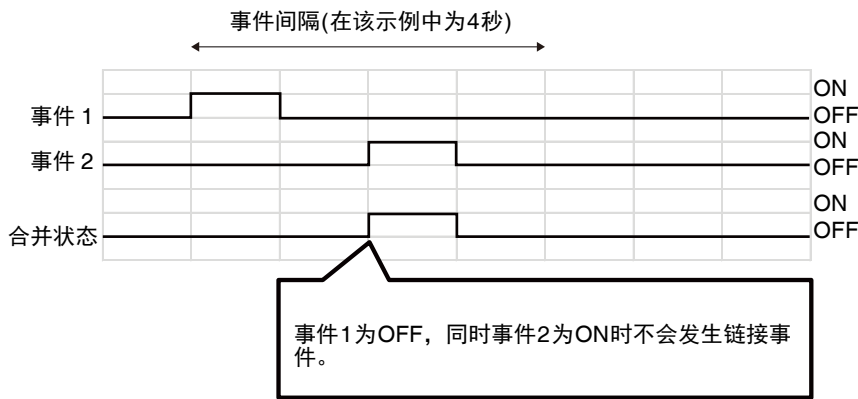 事件间隔(在该示例中为4秒)
ON
事件 1
OFF
ON
事件 2
OFF
ON
合并状态
OFF
事件1为OFF，同时事件2为ON时不会发生链接事
件。